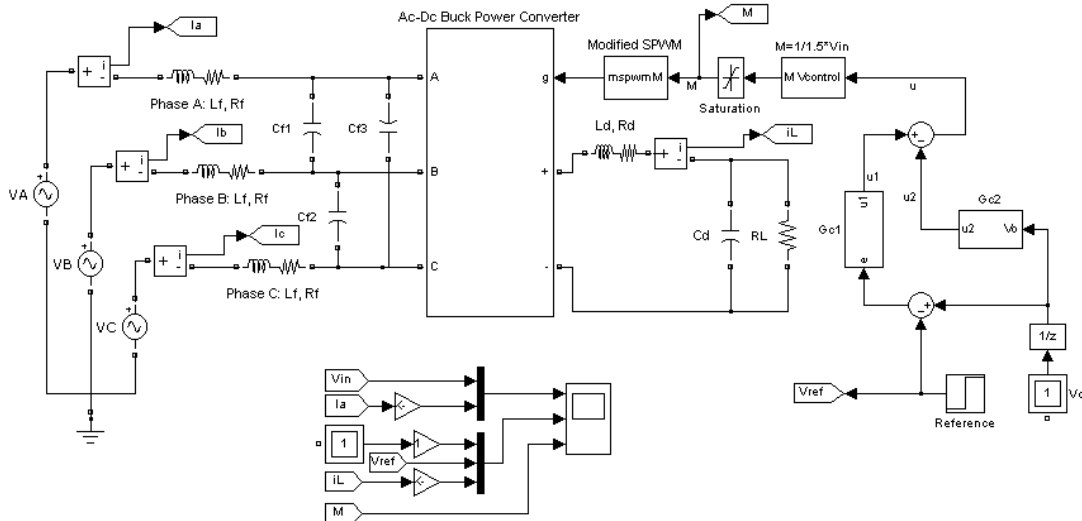 Ac-Dc Buck Power Converter
Ia
M
+
i
-
Modified SPWM
M=1/1.5*Vin
A
g
mspwm M
M
M Vcontrol
u
Phase A: Lf, Rf
Saturation
Ib
Cf1
Cf3
Ld, Rd
iL
+
i
-
+
i
-
+
-
VA
+
B
+
u1
u2
Phase B: Lf, Rf
Cf2
Gc2
u1
Gc1
e
u2
Vo
Ic
Cd
RL
VB
+
+
i
-
C
-
Phase C: Lf, Rf
VC
+
-
+
1/z
Vin
Vref
1
Ia
Reference
1
1
Vref
iL
M